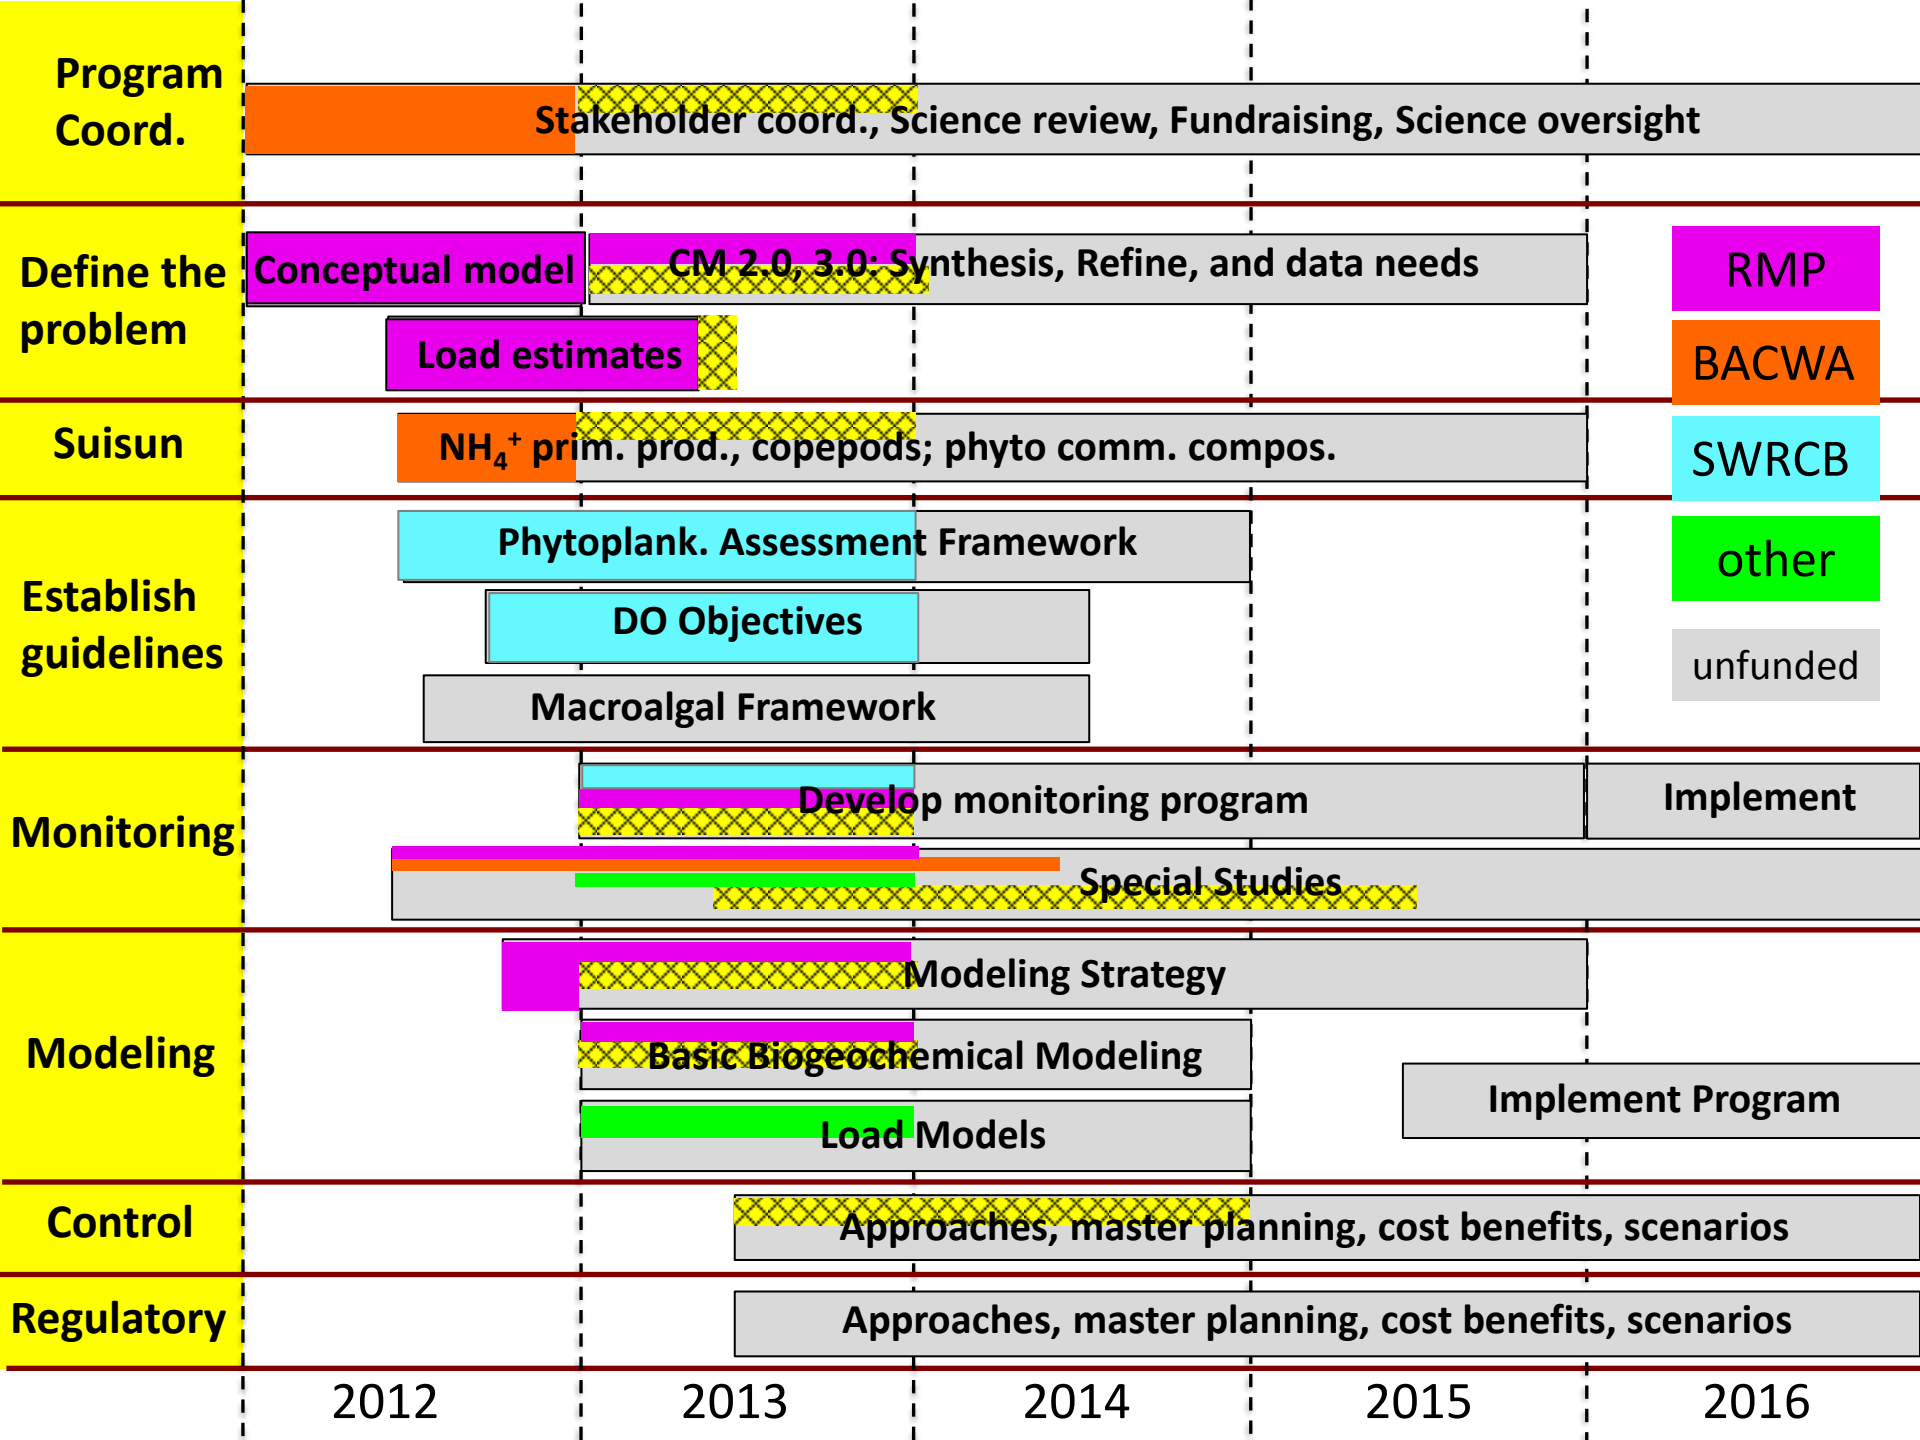 Program
Coord.
Stakeholder coord., Science review, Fundraising, Science oversight
Define the
problem
Conceptual model
CM 2.0, 3.0: Synthesis, Refine, and data needs
Load estimates
RMP
BACWA
SWRCB
other
unfunded
Suisun
NH₄⁺ prim. prod., copepods; phyto comm. compos.
Establish
guidelines
Phytoplank. Assessment Framework
DO Objectives
Macroalgal Framework
Monitoring
Develop monitoring program
Implement
Special Studies
Modeling
Modeling Strategy
Basic Biogeochemical Modeling
Implement Program
Load Models
Control
Approaches, master planning, cost benefits, scenarios
Regulatory
Approaches, master planning, cost benefits, scenarios
2012 2013 2014 2015 2016